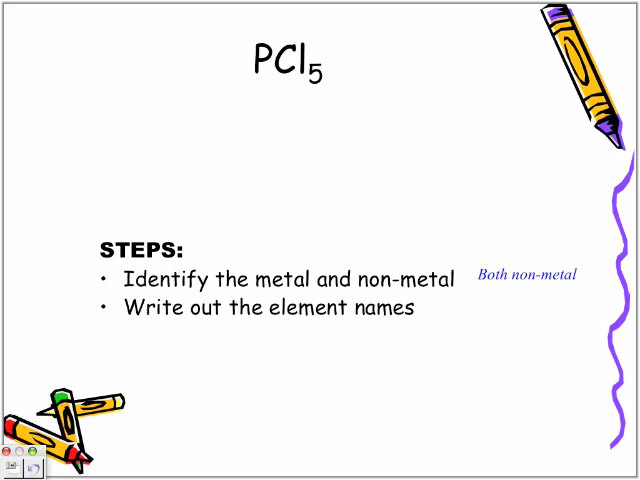 PCl₅
STEPS:
• Identify the metal and non-metal
Both non-metal
• Write out the element names